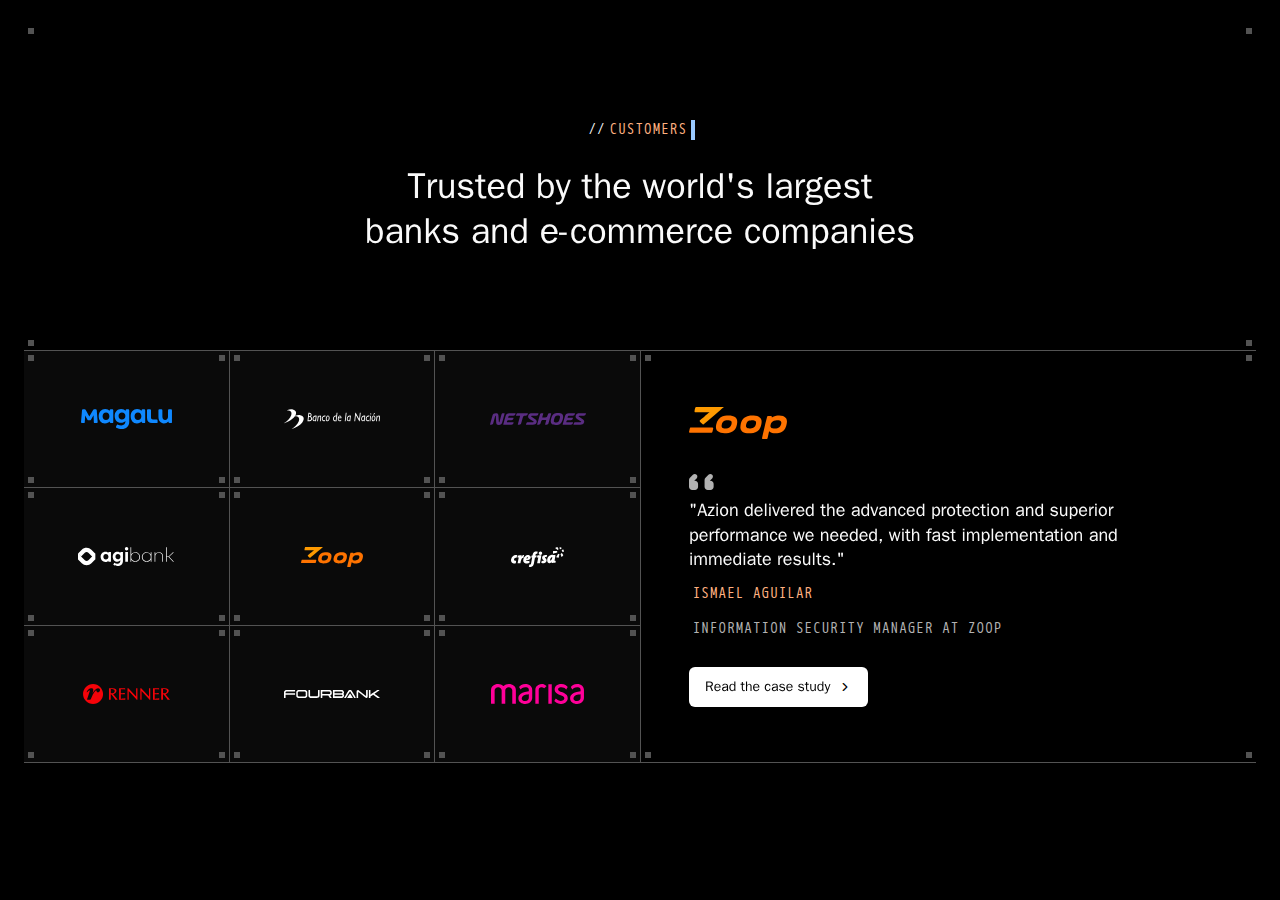 // CUSTOMERS
Trusted by the world's largest
banks and e-commerce companies
Magalu
Banco de la Nación
NETSHOES
agibank
Zoop
crefisa
RENNER
FOURBANK
marisa
Zoop
"Azion delivered the advanced protection and superior
performance we needed, with fast implementation and
immediate results."
ISMAEL AGUILAR
INFORMATION SECURITY MANAGER AT ZOOP
Read the case study